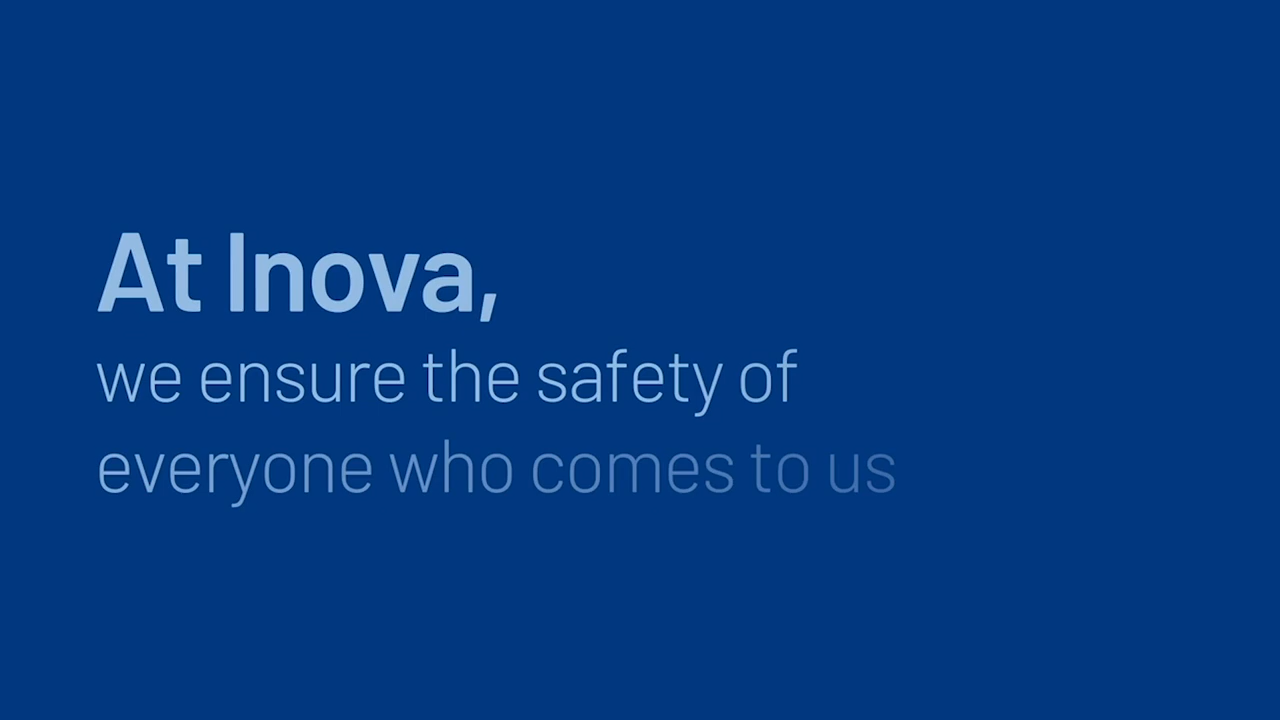 At Inova,
we ensure the safety of
everyone who comes to us